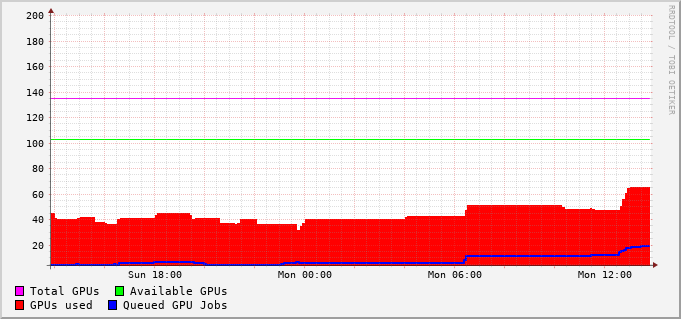 200
180
160
140
120
100
80
60
40
20
Sun 18:00 Mon 00:00 Mon 06:00 Mon 12:00
Total GPUs Available GPUs
GPUs used Queued GPU Jobs
RRDTOOL / TOBI OETIKER